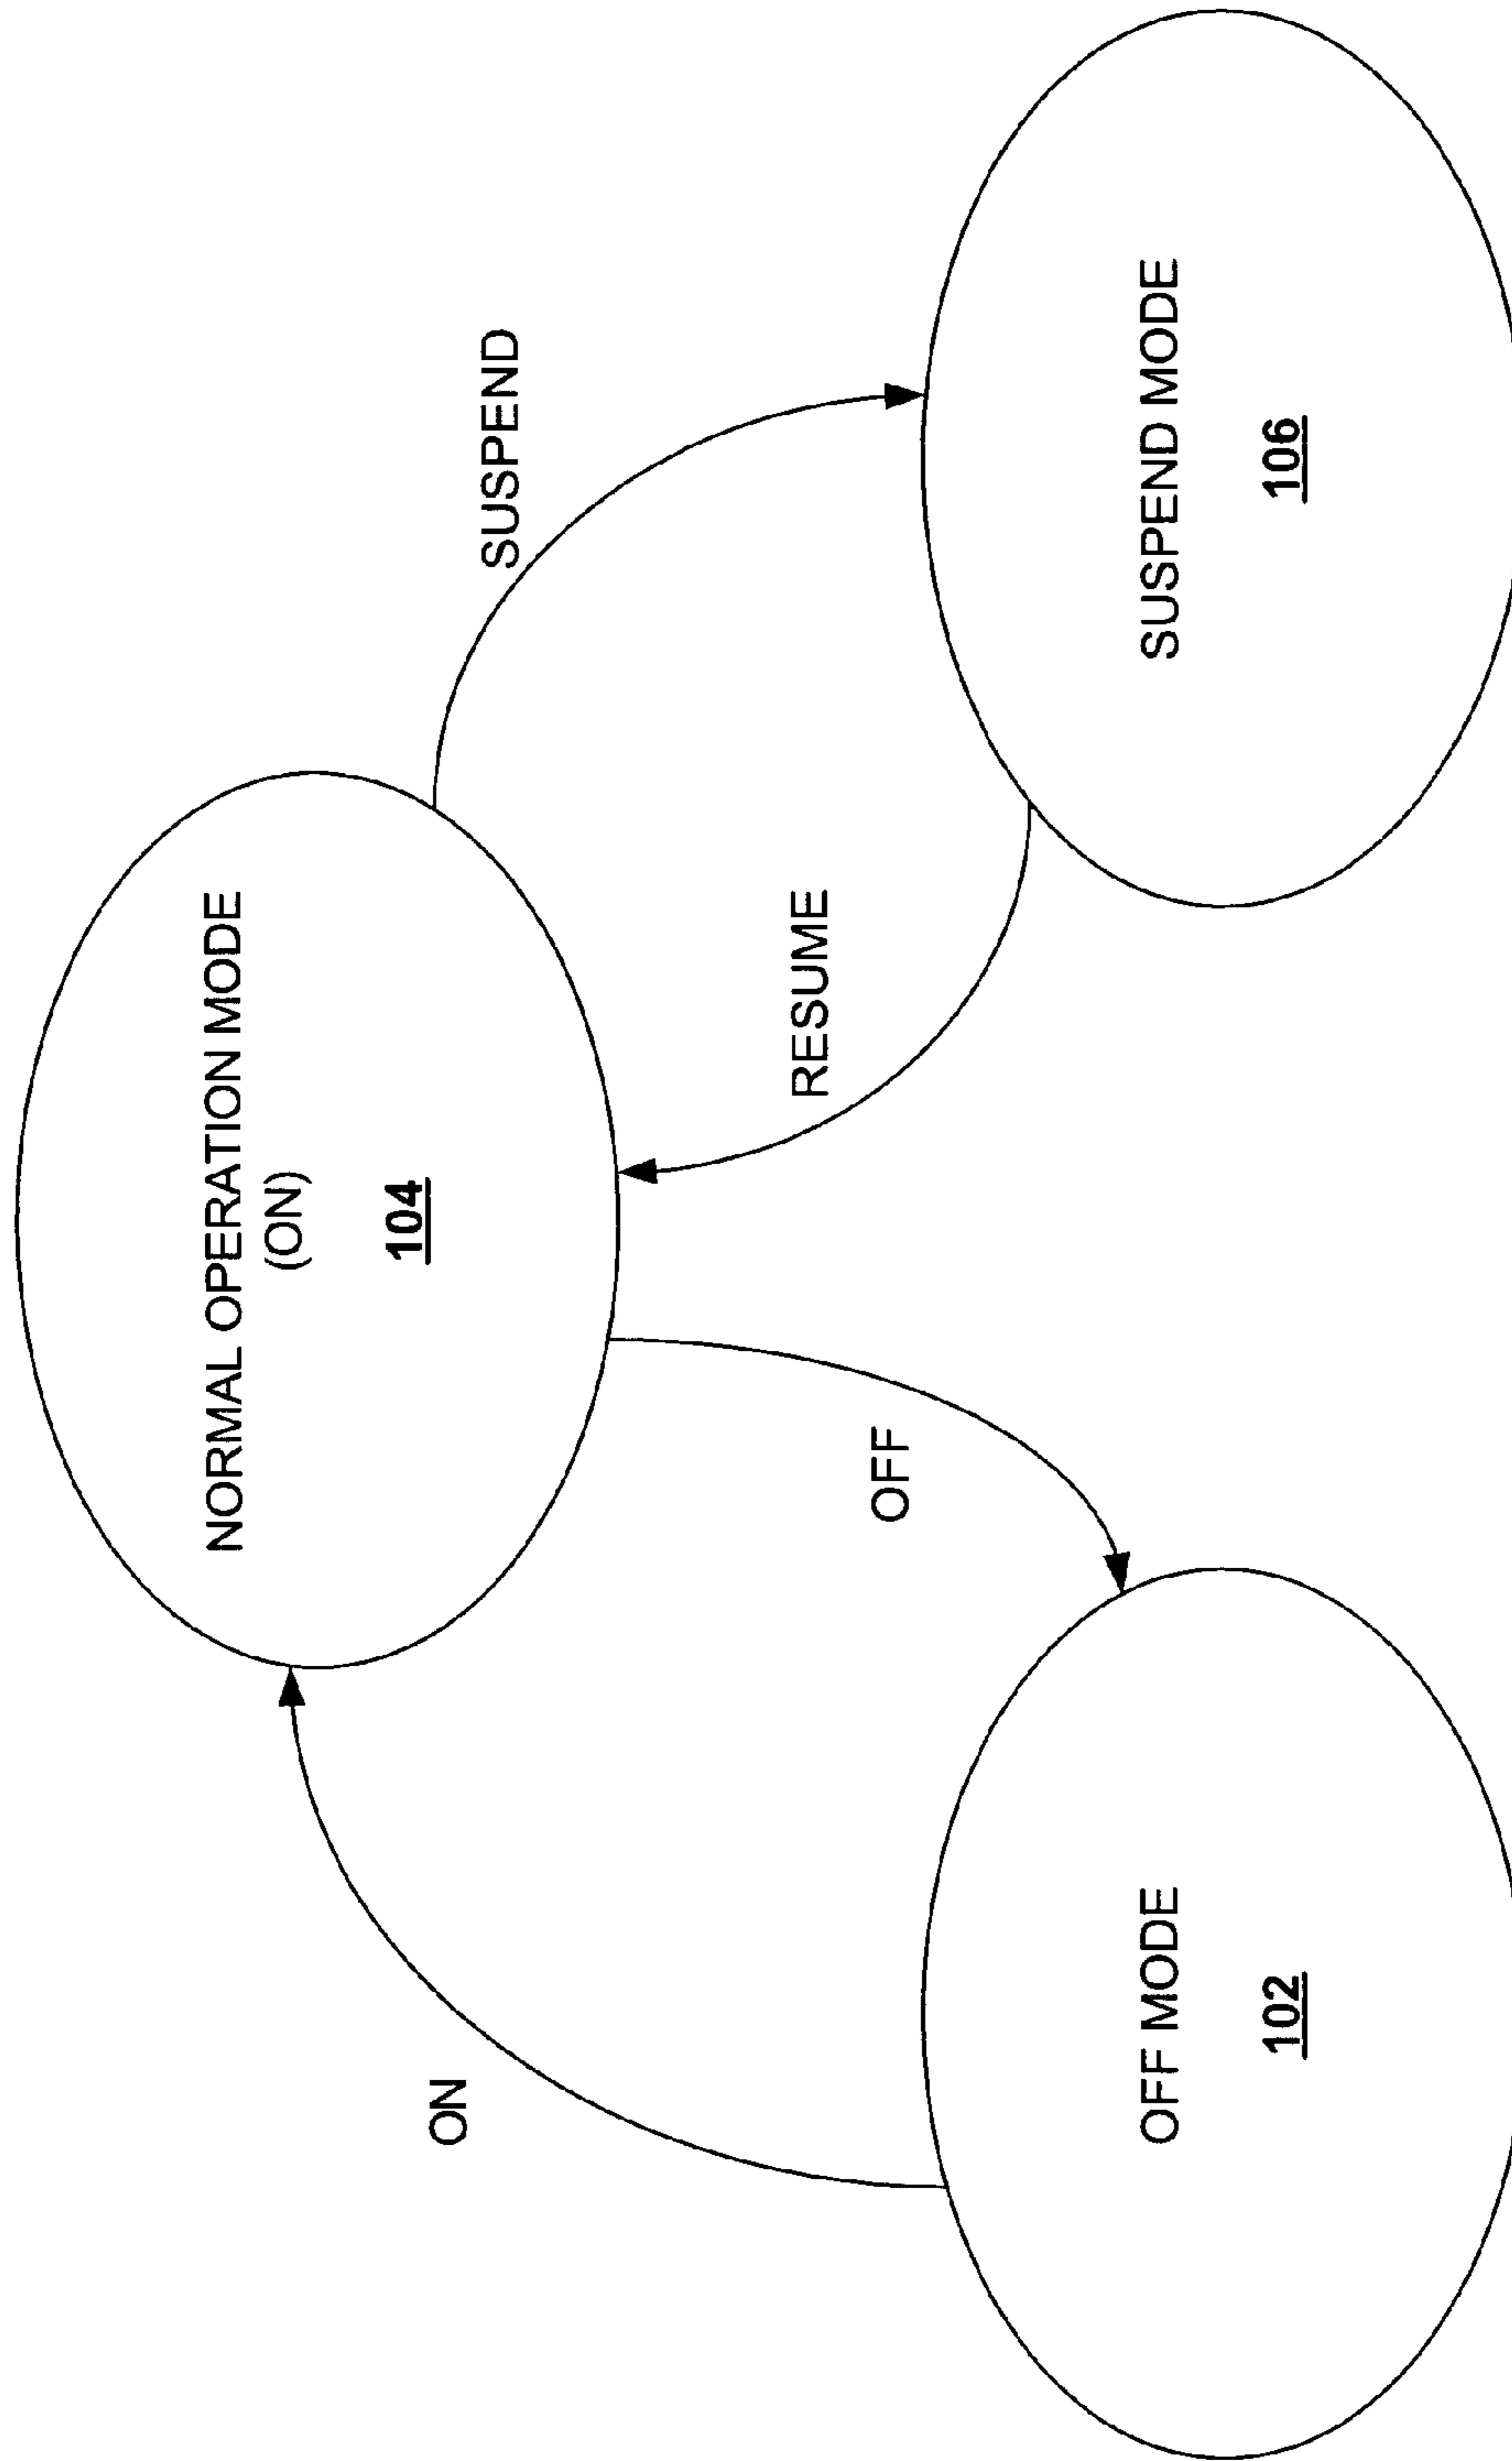 NORMAL OPERATION MODE
(ON)
104
ON
SUSPEND
OFF
RESUME
OFF MODE
102
SUSPEND MODE
106